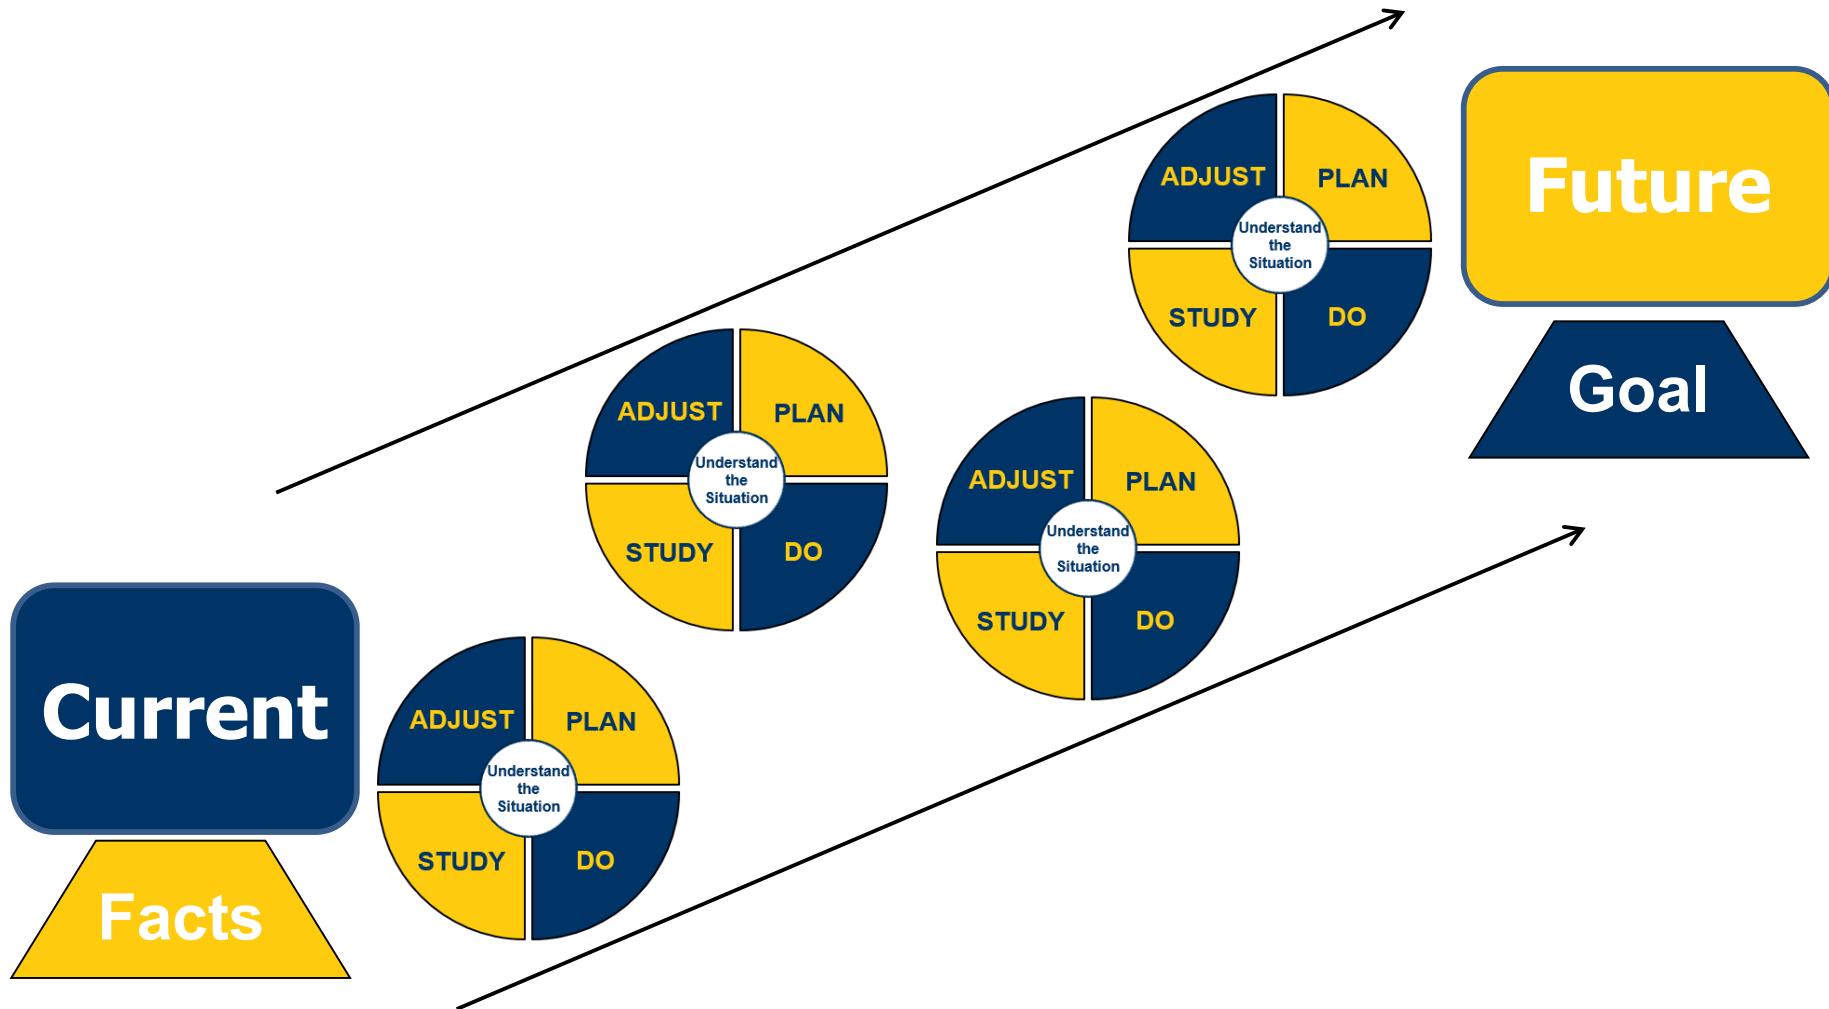 ADJUST
PLAN
Understand
the
Situation
STUDY
DO
Future
Goal
ADJUST
PLAN
Understand
the
Situation
STUDY
DO
ADJUST
PLAN
Understand
the
Situation
STUDY
DO
Current
Facts
ADJUST
PLAN
Understand
the
Situation
STUDY
DO